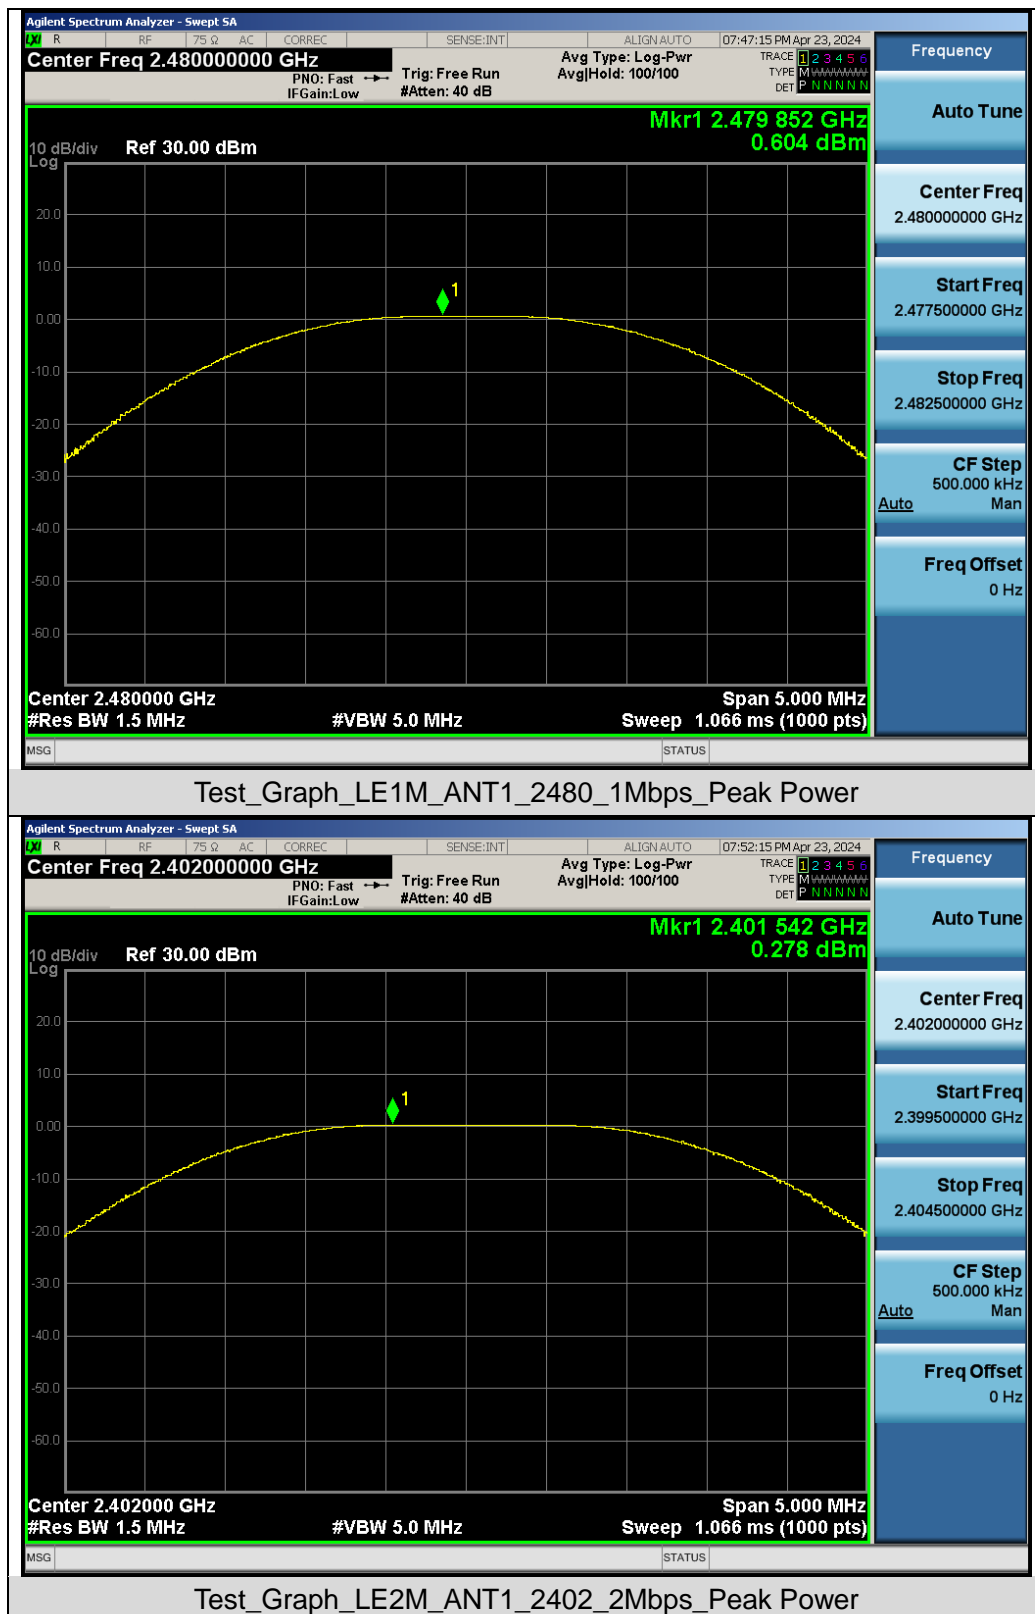 Agilent Spectrum Analyzer - Swept SA
LXI R RF 75 Ω AC CORREC SENSE:INT ALIGN AUTO 07:47:15 PM Apr 23, 2024
Center Freq 2.480000000 GHz
PNO: Fast
IFGain:Low
Trig: Free Run
#Atten: 40 dB
Avg Type: Log-Pwr
Avg|Hold: 100/100
TRACE 1 2 3 4 5 6
TYPE M
DET P N N N N N
Mkr1 2.479 852 GHz
0.604 dBm
10 dB/div Ref 30.00 dBm
Log
20.0
10.0
1
0.00
-10.0
-20.0
-30.0
-40.0
-50.0
-60.0
Center 2.480000 GHz Span 5.000 MHz
#Res BW 1.5 MHz #VBW 5.0 MHz Sweep 1.066 ms (1000 pts)
MSG STATUS
Frequency
Auto Tune
Center Freq
2.480000000 GHz
Start Freq
2.477500000 GHz
Stop Freq
2.482500000 GHz
CF Step
500.000 kHz
Auto Man
Freq Offset
0 Hz
Test_Graph_LE1M_ANT1_2480_1Mbps_Peak Power
Agilent Spectrum Analyzer - Swept SA
LXI R RF 75 Ω AC CORREC SENSE:INT ALIGN AUTO 07:52:15 PM Apr 23, 2024
Center Freq 2.402000000 GHz
PNO: Fast
IFGain:Low
Trig: Free Run
#Atten: 40 dB
Avg Type: Log-Pwr
Avg|Hold: 100/100
TRACE 1 2 3 4 5 6
TYPE M
DET P N N N N N
Mkr1 2.401 542 GHz
0.278 dBm
10 dB/div Ref 30.00 dBm
Log
20.0
10.0
1
0.00
-10.0
-20.0
-30.0
-40.0
-50.0
-60.0
Center 2.402000 GHz Span 5.000 MHz
#Res BW 1.5 MHz #VBW 5.0 MHz Sweep 1.066 ms (1000 pts)
MSG STATUS
Frequency
Auto Tune
Center Freq
2.402000000 GHz
Start Freq
2.399500000 GHz
Stop Freq
2.404500000 GHz
CF Step
500.000 kHz
Auto Man
Freq Offset
0 Hz
Test_Graph_LE2M_ANT1_2402_2Mbps_Peak Power